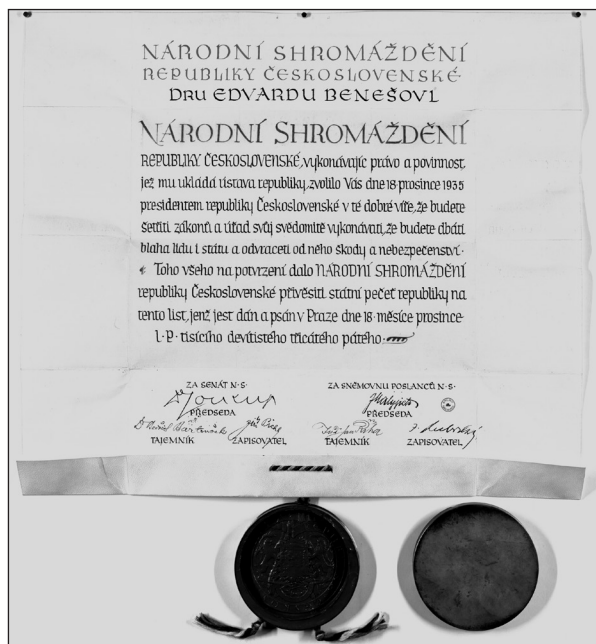 NÁRODNÍ SHROMÁŽDĚNÍ
REPUBLIKY ČESKOSLOVENSKÉ·
DRU EDVARDU BENEŠOVI.
NÁRODNÍ SHROMÁŽDĚNÍ
REPUBLIKY ČESKOSLOVENSKÉ, vykonávajíc právo a povinnost,
jež mu ukládá ústava republiky, zvolilo Vás dne 18 prosince 1935
presidentem republiky Československé v té dobré víře, že budete
šetřiti zákonů a úřad svůj svědomitě vykonávati, že budete dbáti
blaha lidu i státu a odvraceti od něho škody a nebezpečenství·
Toho všeho na potvrzení dalo NÁRODNÍ SHROMÁŽDĚNÍ
republiky Československé přivěsiti státní pečeť republiky na
tento list, jenž jest dán a psán v Praze dne 18· měsíce prosince·
l·P·tisícího devítistého třicátého pátého·
ZA SENÁT N·S·
PŘEDSEDA
TAJEMNÍK ZAPISOVATEL
ZA SNĚMOVNU POSLANCŮ N·S·
PŘEDSEDA
TAJEMNÍK ZAPISOVATEL